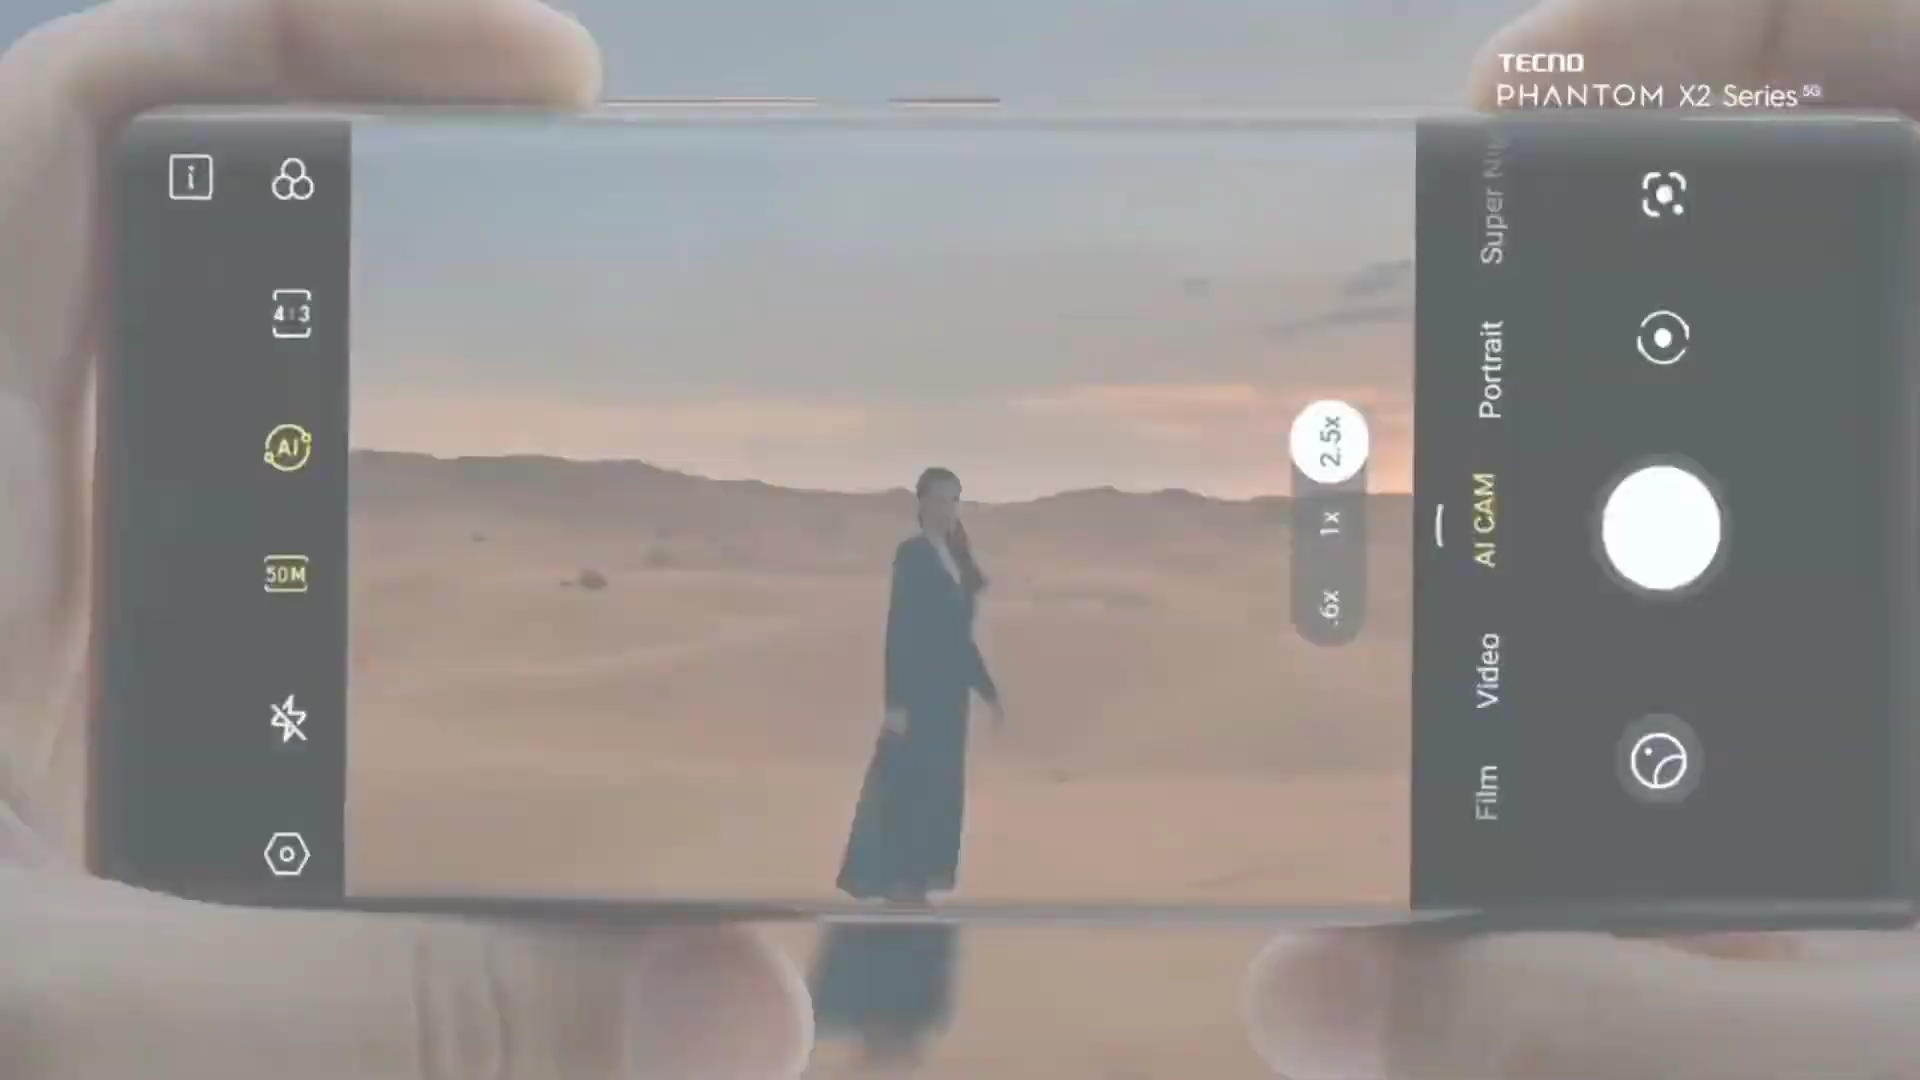 TECNO
PHANTOM X2 Series 5G
i
4:3
AI
50M
2.5x
1x
.6x
Super
Portrait
AI CAM
Video
Film